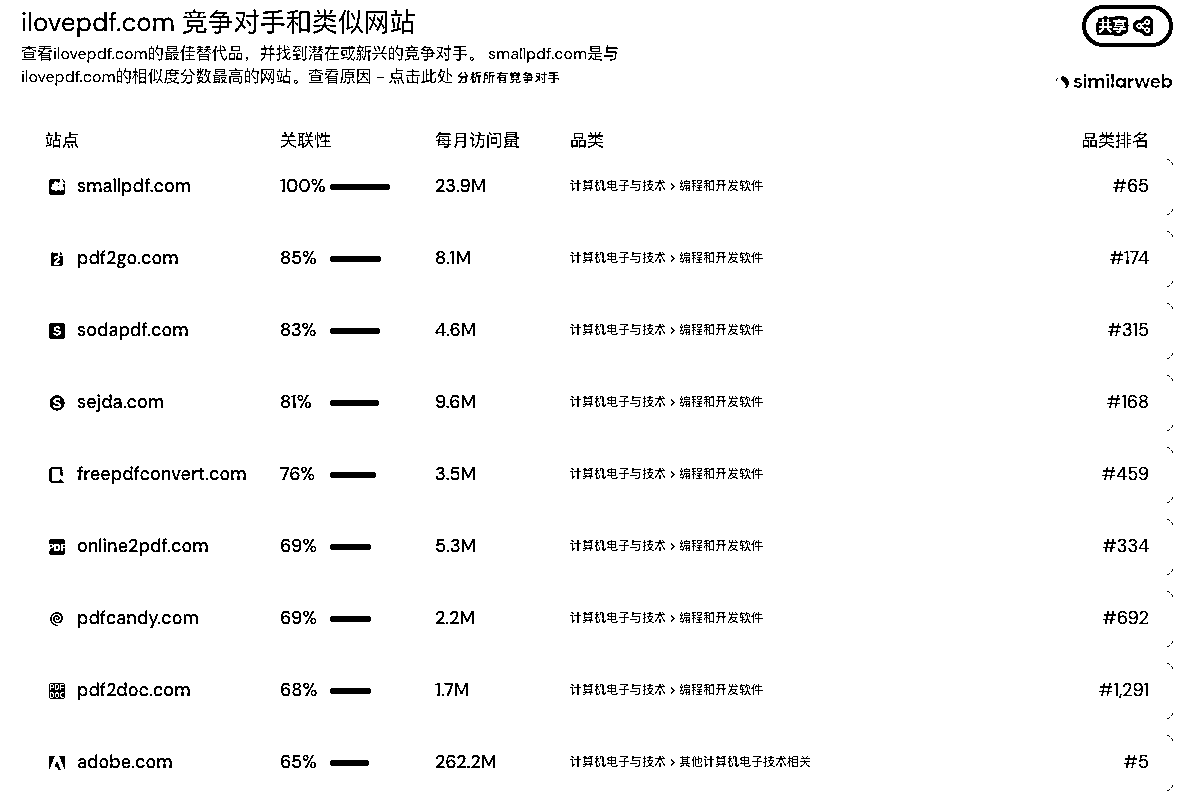 ilovepdf.com 竞争对手和类似网站
共享
查看ilovepdf.com的最佳替代品，并找到潜在或新兴的竞争对手。 smallpdf.com是与
ilovepdf.com的相似度分数最高的网站。查看原因 - 点击此处 分析所有竞争对手
similarweb
站点 关联性 每月访问量 品类 品类排名
smallpdf.com 100% 23.9M 计算机电子与技术 > 编程和开发软件 #65
pdf2go.com 85% 8.1M 计算机电子与技术 > 编程和开发软件 #174
sodapdf.com 83% 4.6M 计算机电子与技术 > 编程和开发软件 #315
sejda.com 81% 9.6M 计算机电子与技术 > 编程和开发软件 #168
freepdfconvert.com 76% 3.5M 计算机电子与技术 > 编程和开发软件 #459
PDF online2pdf.com 69% 5.3M 计算机电子与技术 > 编程和开发软件 #334
pdfcandy.com 69% 2.2M 计算机电子与技术 > 编程和开发软件 #692
PDF DOC pdf2doc.com 68% 1.7M 计算机电子与技术 > 编程和开发软件 #1,291
adobe.com 65% 262.2M 计算机电子与技术 > 其他计算机电子技术相关 #5